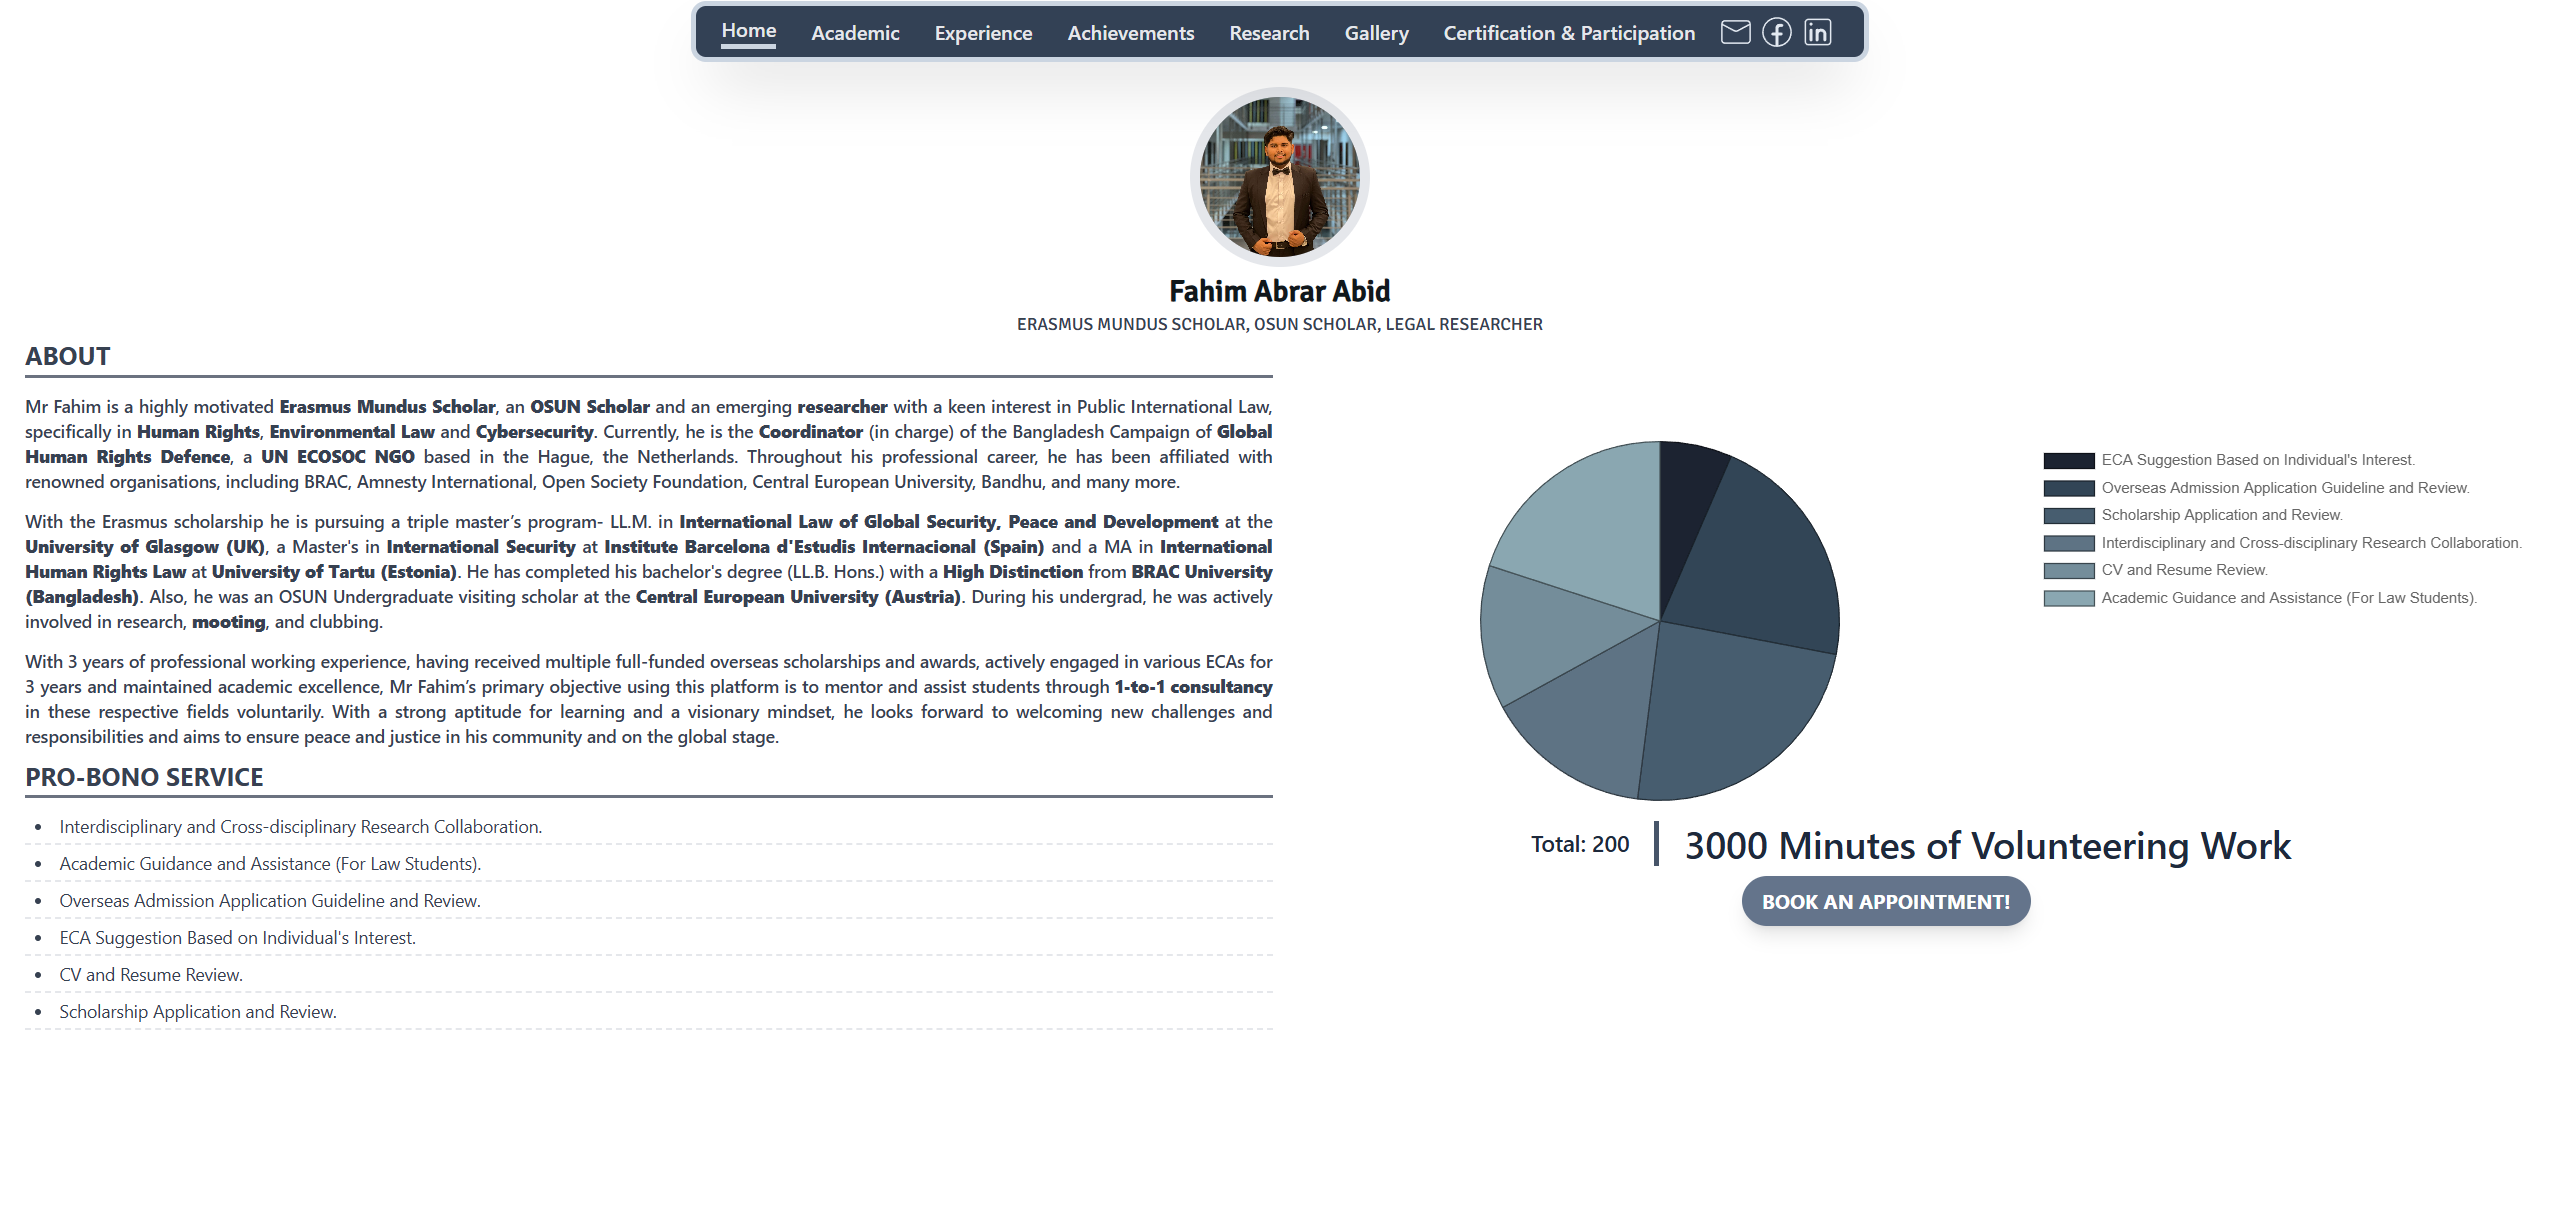 Home Academic Experience Achievements Research Gallery Certification & Participation
Fahim Abrar Abid
ERASMUS MUNDUS SCHOLAR, OSUN SCHOLAR, LEGAL RESEARCHER
ABOUT
Mr Fahim is a highly motivated Erasmus Mundus Scholar, an OSUN Scholar and an emerging researcher with a keen interest in Public International Law,
specifically in Human Rights, Environmental Law and Cybersecurity. Currently, he is the Coordinator (in charge) of the Bangladesh Campaign of Global
Human Rights Defence, a UN ECOSOC NGO based in the Hague, the Netherlands. Throughout his professional career, he has been affiliated with
renowned organisations, including BRAC, Amnesty International, Open Society Foundation, Central European University, Bandhu, and many more.
With the Erasmus scholarship he is pursuing a triple master’s program- LL.M. in International Law of Global Security, Peace and Development at the
University of Glasgow (UK), a Master's in International Security at Institute Barcelona d'Estudis Internacional (Spain) and a MA in International
Human Rights Law at University of Tartu (Estonia). He has completed his bachelor's degree (LL.B. Hons.) with a High Distinction from BRAC University
(Bangladesh). Also, he was an OSUN Undergraduate visiting scholar at the Central European University (Austria). During his undergrad, he was actively
involved in research, mooting, and clubbing.
With 3 years of professional working experience, having received multiple full-funded overseas scholarships and awards, actively engaged in various ECAs for
3 years and maintained academic excellence, Mr Fahim’s primary objective using this platform is to mentor and assist students through 1-to-1 consultancy
in these respective fields voluntarily. With a strong aptitude for learning and a visionary mindset, he looks forward to welcoming new challenges and
responsibilities and aims to ensure peace and justice in his community and on the global stage.
PRO-BONO SERVICE
• Interdisciplinary and Cross-disciplinary Research Collaboration.
• Academic Guidance and Assistance (For Law Students).
• Overseas Admission Application Guideline and Review.
• ECA Suggestion Based on Individual's Interest.
• CV and Resume Review.
• Scholarship Application and Review.
ECA Suggestion Based on Individual's Interest.
Overseas Admission Application Guideline and Review.
Scholarship Application and Review.
Interdisciplinary and Cross-disciplinary Research Collaboration.
CV and Resume Review.
Academic Guidance and Assistance (For Law Students).
Total: 200
3000 Minutes of Volunteering Work
BOOK AN APPOINTMENT!